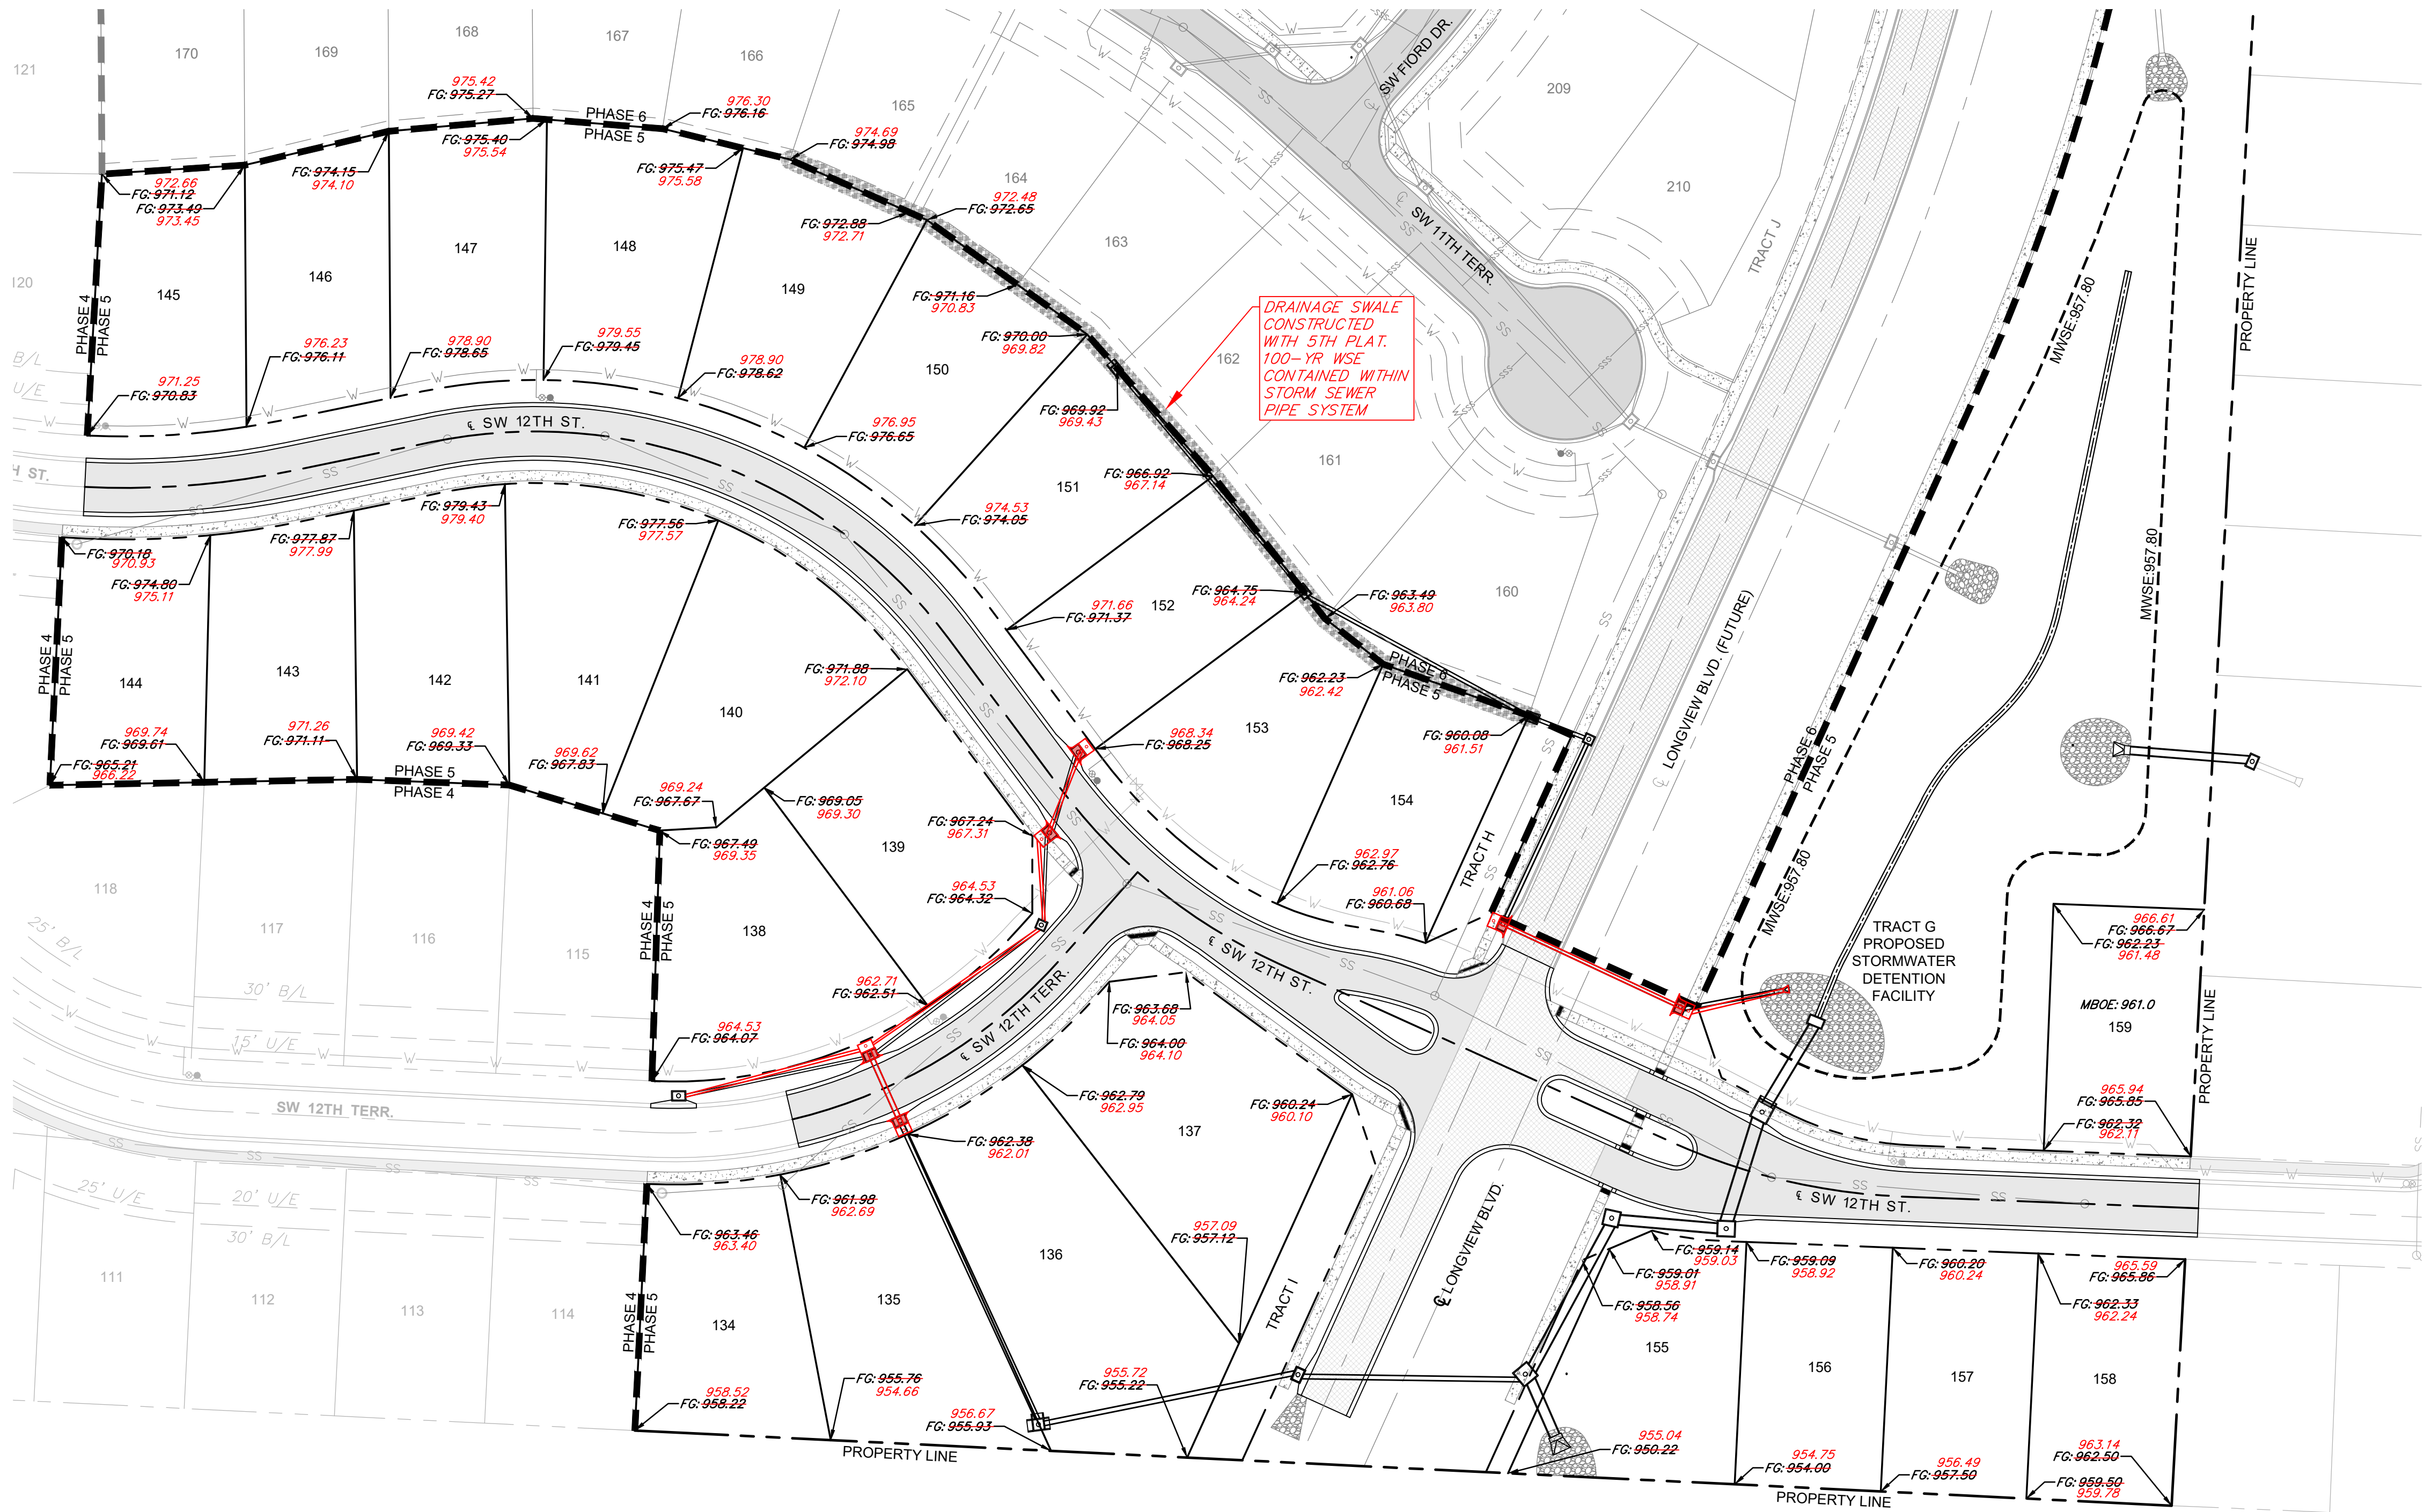 121
170
169
168
167
166
165
164
163
162
161
160
209
210
120
SW FIORD DR.
SW 11TH TERR.
TRACT J
PROPERTY LINE
MWSE:957.80
MWSE:957.80
975.42
FG: 975.27
PHASE 6
PHASE 5
976.30
FG: 976.16
974.69
FG: 974.98
FG: 975.40
975.54
FG: 975.47
975.58
FG: 974.15
974.10
972.66
FG: 971.12
FG: 973.49
973.45
972.48
FG: 972.65
FG: 972.88
972.71
FG: 971.16
970.83
FG: 970.00
969.82
FG: 969.92
969.43
DRAINAGE SWALE
CONSTRUCTED
WITH 5TH PLAT.
100-YR WSE
CONTAINED WITHIN
STORM SEWER
PIPE SYSTEM
145
146
147
148
149
150
151
152
153
154
PHASE 4
PHASE 5
B/L
U/E
971.25
FG: 970.83
976.23
FG: 976.11
978.90
FG: 978.65
979.55
FG: 979.45
978.90
FG: 978.62
976.95
FG: 976.65
974.53
FG: 974.05
971.66
FG: 971.37
968.34
FG: 968.25
FG: 966.92
967.14
FG: 964.75
964.24
FG: 963.49
963.80
FG: 962.23
962.42
PHASE 6
PHASE 5
FG: 960.08
961.51
℄ SW 12TH ST.
H ST.
FG: 970.18
970.93
FG: 974.80
975.11
FG: 977.87
977.99
FG: 979.43
979.40
FG: 977.56
977.57
FG: 971.88
972.10
PHASE 4
PHASE 5
144
143
142
141
140
139
138
FG: 965.21
966.22
969.74
FG: 969.61
971.26
FG: 971.11
969.42
FG: 969.33
969.62
FG: 967.83
PHASE 5
PHASE 4
969.24
FG: 967.67
FG: 967.49
969.35
FG: 969.05
969.30
FG: 967.24
967.31
964.53
FG: 964.32
962.71
FG: 962.51
964.53
FG: 964.07
PHASE 4
PHASE 5
118
117
116
115
25' B/L
30' B/L
15' U/E
SW 12TH TERR.
25' U/E
20' U/E
30' B/L
111
112
113
114
℄ SW 12TH TERR.
℄ SW 12TH ST.
962.97
FG: 962.76
961.06
FG: 960.68
TRACT H
℄ LONGVIEW BLVD. (FUTURE)
PHASE 6
PHASE 5
MWSE:957.80
TRACT G
PROPOSED
STORMWATER
DETENTION
FACILITY
966.61
FG: 966.67
FG: 962.23
961.48
MBOE: 961.0
159
PROPERTY LINE
965.94
FG: 965.85
FG: 962.32
962.11
FG: 963.68
964.05
FG: 964.00
964.10
FG: 962.79
962.95
FG: 960.24
960.10
FG: 962.38
962.01
FG: 961.98
962.69
FG: 963.46
963.40
137
136
135
134
PHASE 4
PHASE 5
957.09
FG: 957.12
TRACT I
℄ LONGVIEW BLVD.
℄ SW 12TH ST.
FG: 959.14
959.03
FG: 959.01
958.91
FG: 958.56
958.74
FG: 959.09
958.92
FG: 960.20
960.24
965.59
FG: 965.86
FG: 962.33
962.24
155
156
157
158
958.52
FG: 958.22
FG: 955.76
954.66
956.67
FG: 955.93
955.72
FG: 955.22
955.04
FG: 950.22
954.75
FG: 954.00
956.49
FG: 957.50
963.14
FG: 962.50
FG: 959.50
959.78
PROPERTY LINE
PROPERTY LINE